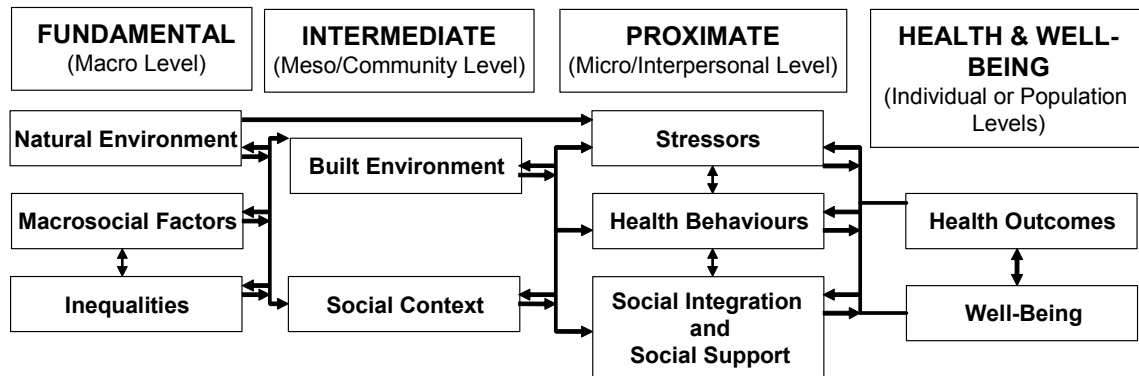 FUNDAMENTAL
(Macro Level)
INTERMEDIATE
(Meso/Community Level)
PROXIMATE
(Micro/Interpersonal Level)
HEALTH & WELL-
BEING
(Individual or Population
Levels)
Natural Environment
Macrosocial Factors
Inequalities
Built Environment
Social Context
Stressors
Health Behaviours
Social Integration
and
Social Support
Health Outcomes
Well-Being